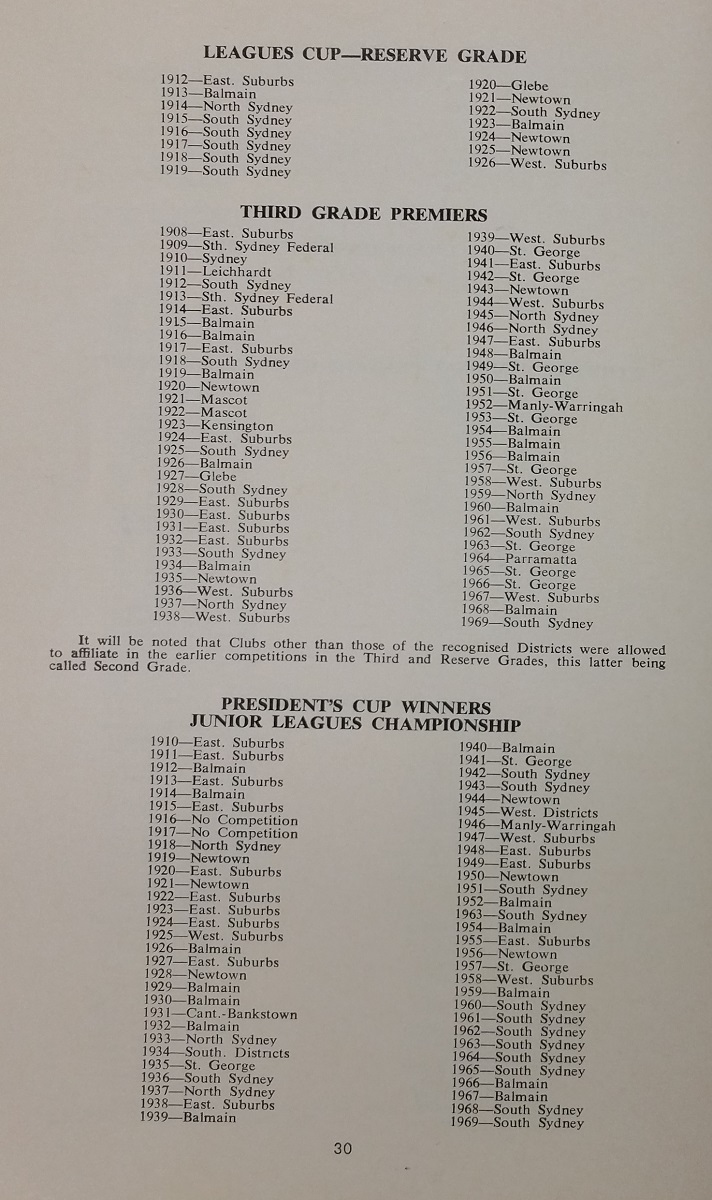 LEAGUES CUP—RESERVE GRADE
1912—East. Suburbs
1913—Balmain
1914—North Sydney
1915—South Sydney
1916—South Sydney
1917—South Sydney
1918—South Sydney
1919—South Sydney
1920—Glebe
1921—Newtown
1922—South Sydney
1923—Balmain
1924—Newtown
1925—Newtown
1926—West. Suburbs
THIRD GRADE PREMIERS
1908—East. Suburbs
1909—Sth. Sydney Federal
1910—Sydney
1911—Leichhardt
1912—South Sydney
1913—Sth. Sydney Federal
1914—East. Suburbs
1915—Balmain
1916—Balmain
1917—East. Suburbs
1918—South Sydney
1919—Balmain
1920—Newtown
1921—Mascot
1922—Mascot
1923—Kensington
1924—East. Suburbs
1925—South Sydney
1926—Balmain
1927—Glebe
1928—South Sydney
1929—East. Suburbs
1930—East. Suburbs
1931—East. Suburbs
1932—East. Suburbs
1933—South Sydney
1934—Balmain
1935—Newtown
1936—West. Suburbs
1937—North Sydney
1938—West. Suburbs
1939—West. Suburbs
1940—St. George
1941—East. Suburbs
1942—St. George
1943—Newtown
1944—West. Suburbs
1945—North Sydney
1946—North Sydney
1947—East. Suburbs
1948—Balmain
1949—St. George
1950—Balmain
1951—St. George
1952—Manly-Warringah
1953—St. George
1954—Balmain
1955—Balmain
1956—Balmain
1957—St. George
1958—West. Suburbs
1959—North Sydney
1960—Balmain
1961—West. Suburbs
1962—South Sydney
1963—St. George
1964—Parramatta
1965—St. George
1966—St. George
1967—West. Suburbs
1968—Balmain
1969—South Sydney
It will be noted that Clubs other than those of the recognised Districts were allowed
to affiliate in the earlier competitions in the Third and Reserve Grades, this latter being
called Second Grade.
PRESIDENT'S CUP WINNERS
JUNIOR LEAGUES CHAMPIONSHIP
1910—East. Suburbs
1911—East. Suburbs
1912—Balmain
1913—East. Suburbs
1914—Balmain
1915—East. Suburbs
1916—No Competition
1917—No Competition
1918—North Sydney
1919—Newtown
1920—East. Suburbs
1921—Newtown
1922—East. Suburbs
1923—East. Suburbs
1924—East. Suburbs
1925—West. Suburbs
1926—Balmain
1927—East. Suburbs
1928—Newtown
1929—Balmain
1930—Balmain
1931—Cant.-Bankstown
1932—Balmain
1933—North Sydney
1934—South. Districts
1935—St. George
1936—South Sydney
1937—North Sydney
1938—East. Suburbs
1939—Balmain
1940—Balmain
1941—St. George
1942—South Sydney
1943—South Sydney
1944—Newtown
1945—West. Districts
1946—Manly-Warringah
1947—West. Suburbs
1948—East. Suburbs
1949—East. Suburbs
1950—Newtown
1951—South Sydney
1952—Balmain
1963—South Sydney
1954—Balmain
1955—East. Suburbs
1956—Newtown
1957—St. George
1958—West. Suburbs
1959—Balmain
1960—South Sydney
1961—South Sydney
1962—South Sydney
1963—South Sydney
1964—South Sydney
1965—South Sydney
1966—Balmain
1967—Balmain
1968—South Sydney
1969—South Sydney
30